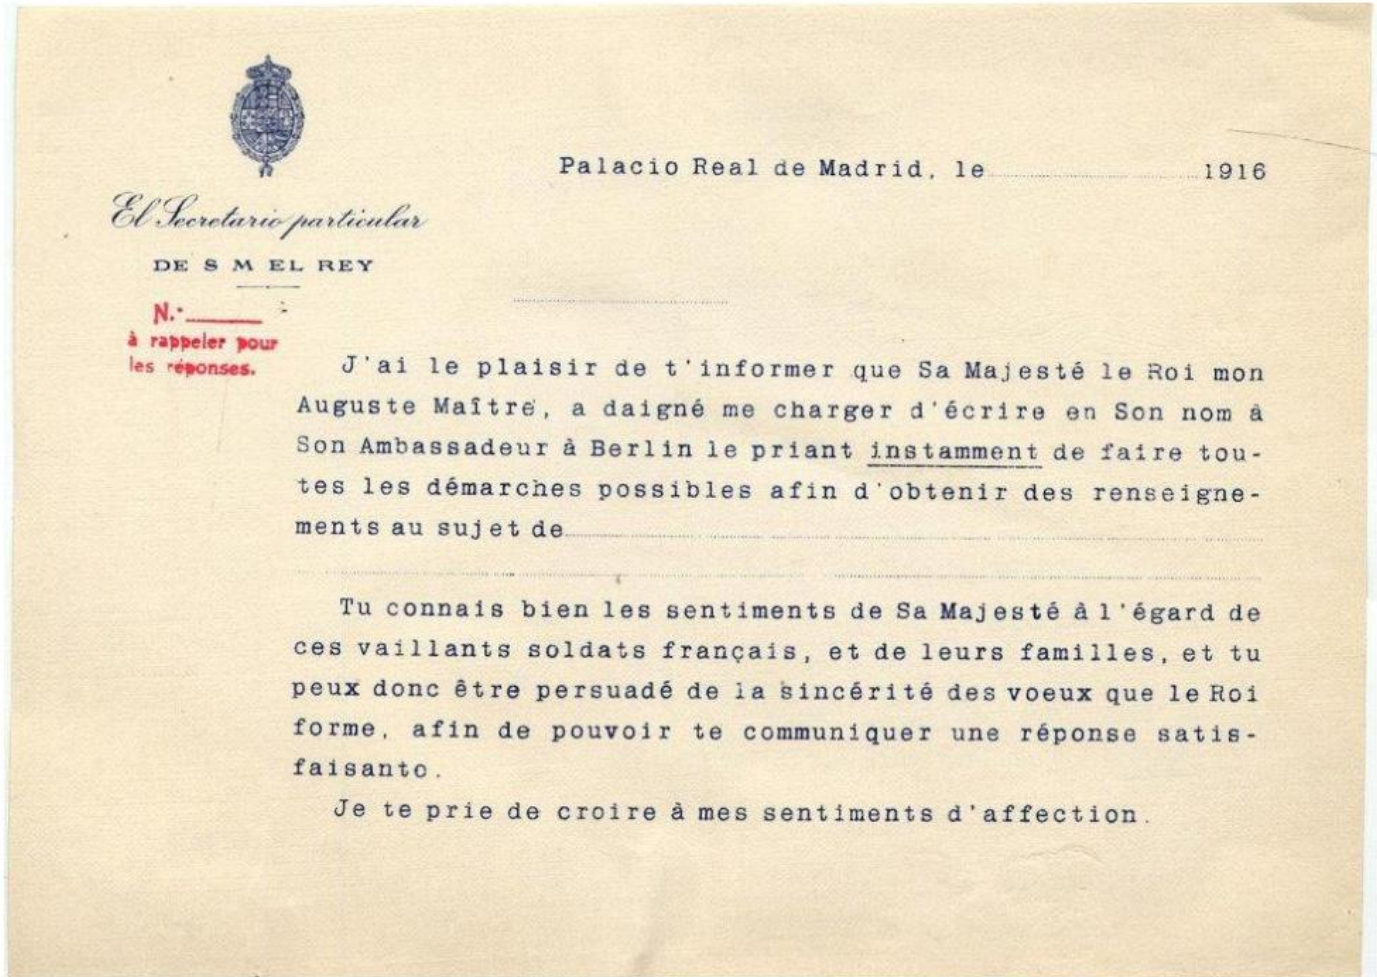 Palacio Real de Madrid, le 1916
El Secretario particular
DE S M EL REY
N.·
à rappeler pour
les réponses.
J'ai le plaisir de t'informer que Sa Majesté le Roi mon
Auguste Maître, a daigné me charger d'écrire en Son nom à
Son Ambassadeur à Berlin le priant instamment de faire tou-
tes les démarches possibles afin d'obtenir des renseigne-
ments au sujet de
Tu connais bien les sentiments de Sa Majesté à l'égard de
ces vaillants soldats français, et de leurs familles, et tu
peux donc être persuadé de la sincérité des voeux que le Roi
forme, afin de pouvoir te communiquer une réponse satis-
faisanto.
Je te prie de croire à mes sentiments d'affection.